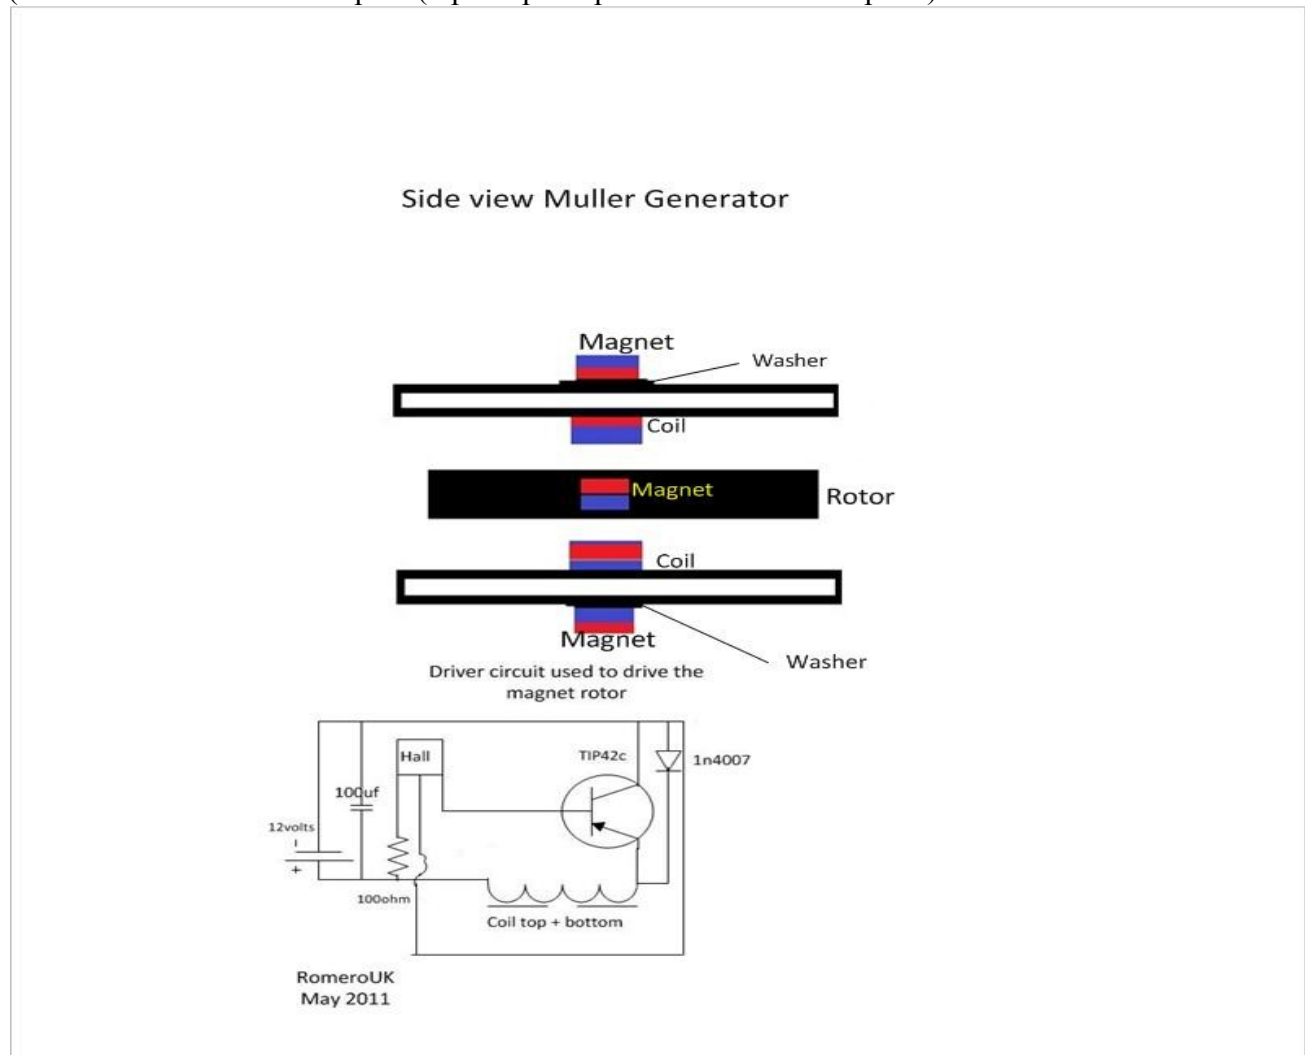 Side view Muller Generator
Magnet
Washer
Coil
Magnet
Rotor
Coil
Magnet
Washer
Driver circuit used to drive the
magnet rotor
Hall
TIP42c
1n4007
100uf
12volts
-
+
100ohm
Coil top + bottom
RomeroUK
May 2011